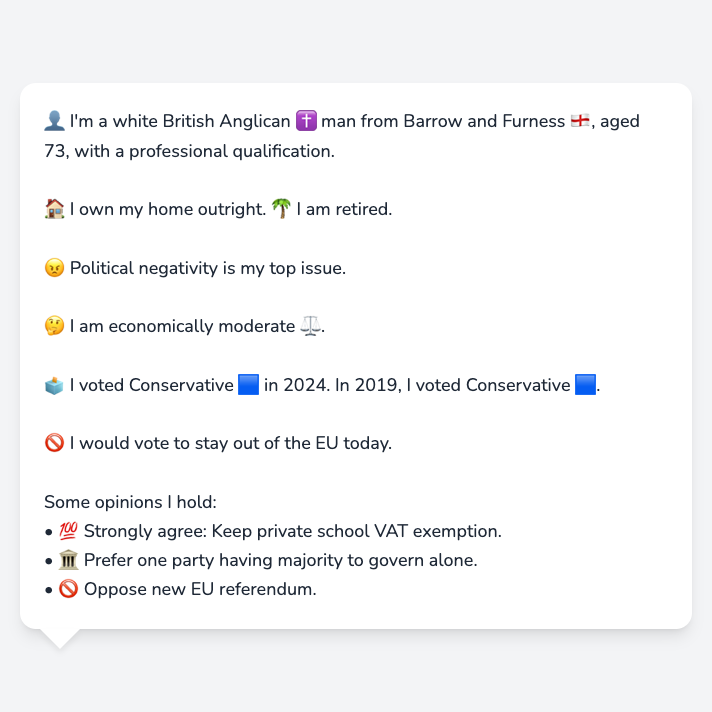 👤 I'm a white British Anglican ✝️ man from Barrow and Furness 🏴󠁧󠁢󠁥󠁮󠁧󠁿, aged
73, with a professional qualification.
🏠 I own my home outright. 🌴 I am retired.
😠 Political negativity is my top issue.
🤔 I am economically moderate ⚖️.
🗳️ I voted Conservative 🟦 in 2024. In 2019, I voted Conservative 🟦.
🚫 I would vote to stay out of the EU today.
Some opinions I hold:
• 💯 Strongly agree: Keep private school VAT exemption.
• 🏛️ Prefer one party having majority to govern alone.
• 🚫 Oppose new EU referendum.